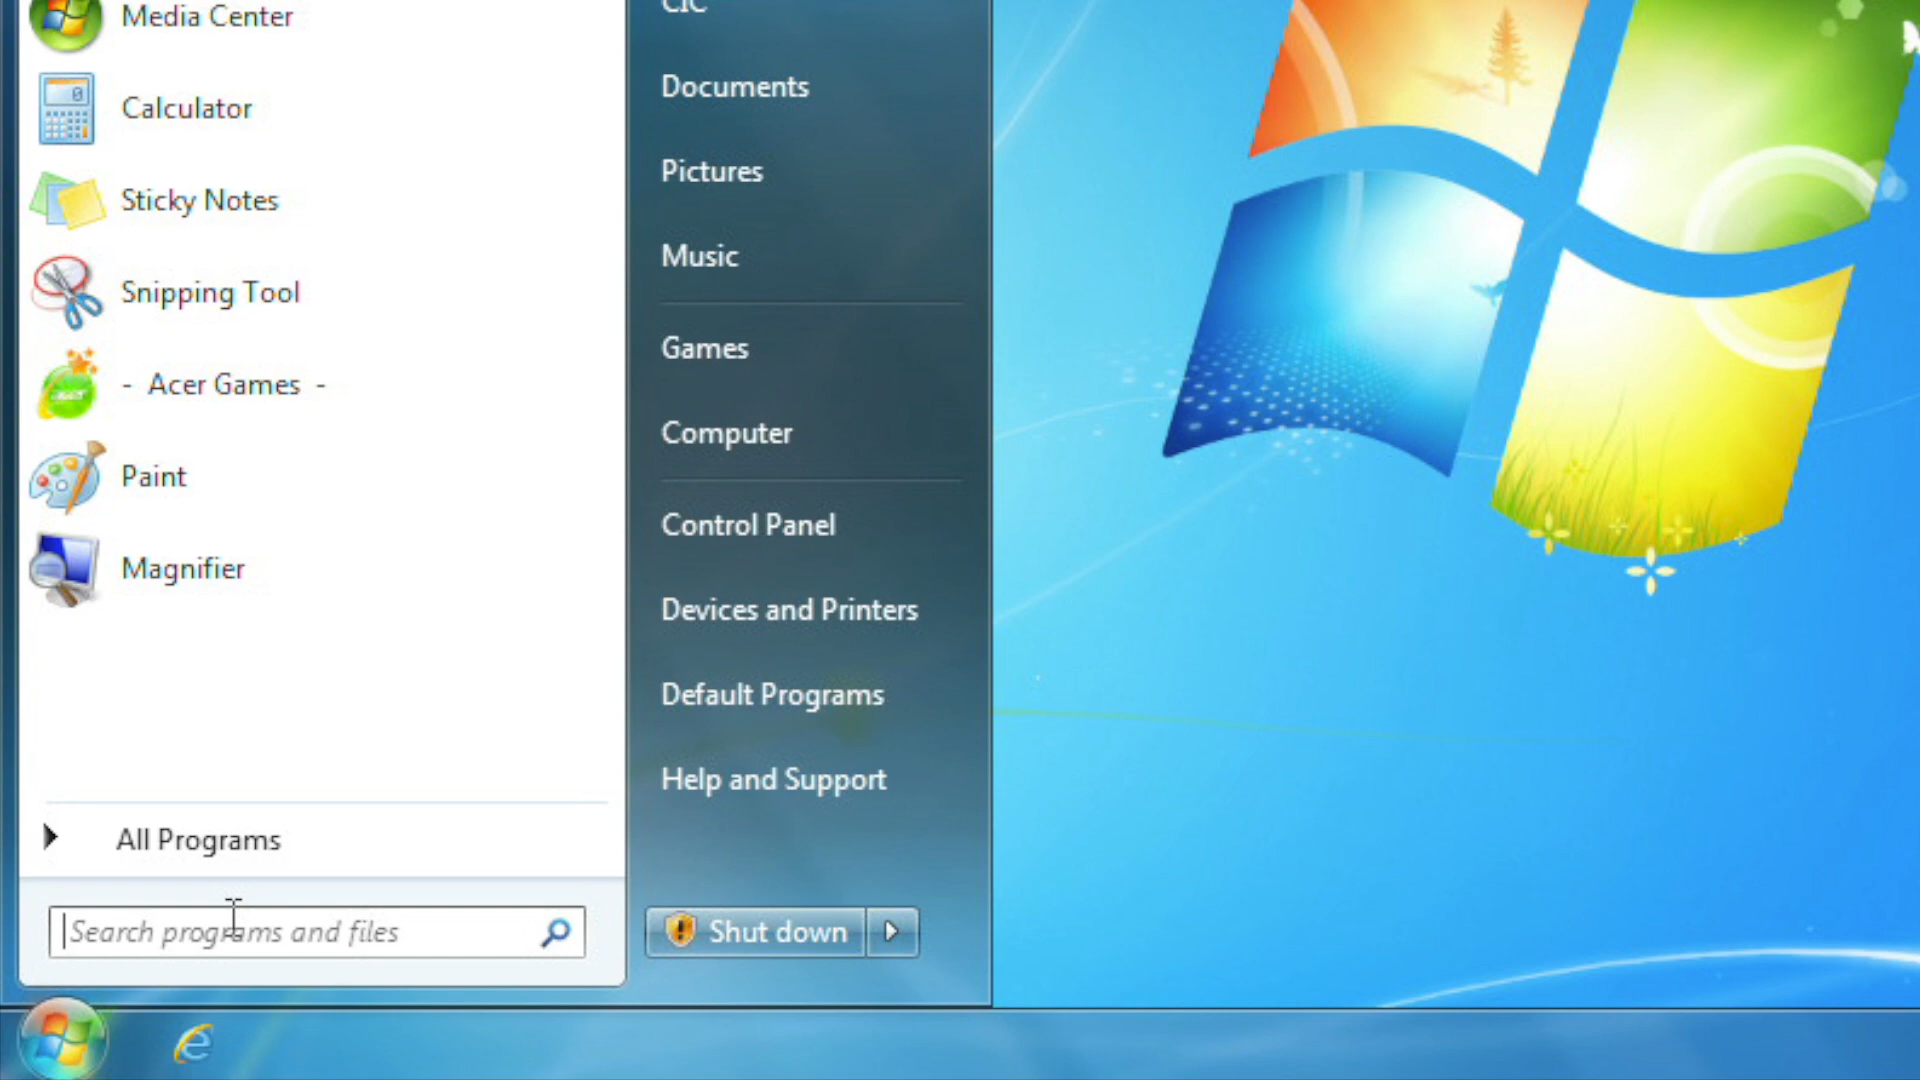 Media Center
Calculator
Sticky Notes
Snipping Tool
- Acer Games -
Paint
Magnifier
All Programs
Search programs and files
CIC
Documents
Pictures
Music
Games
Computer
Control Panel
Devices and Printers
Default Programs
Help and Support
Shut down